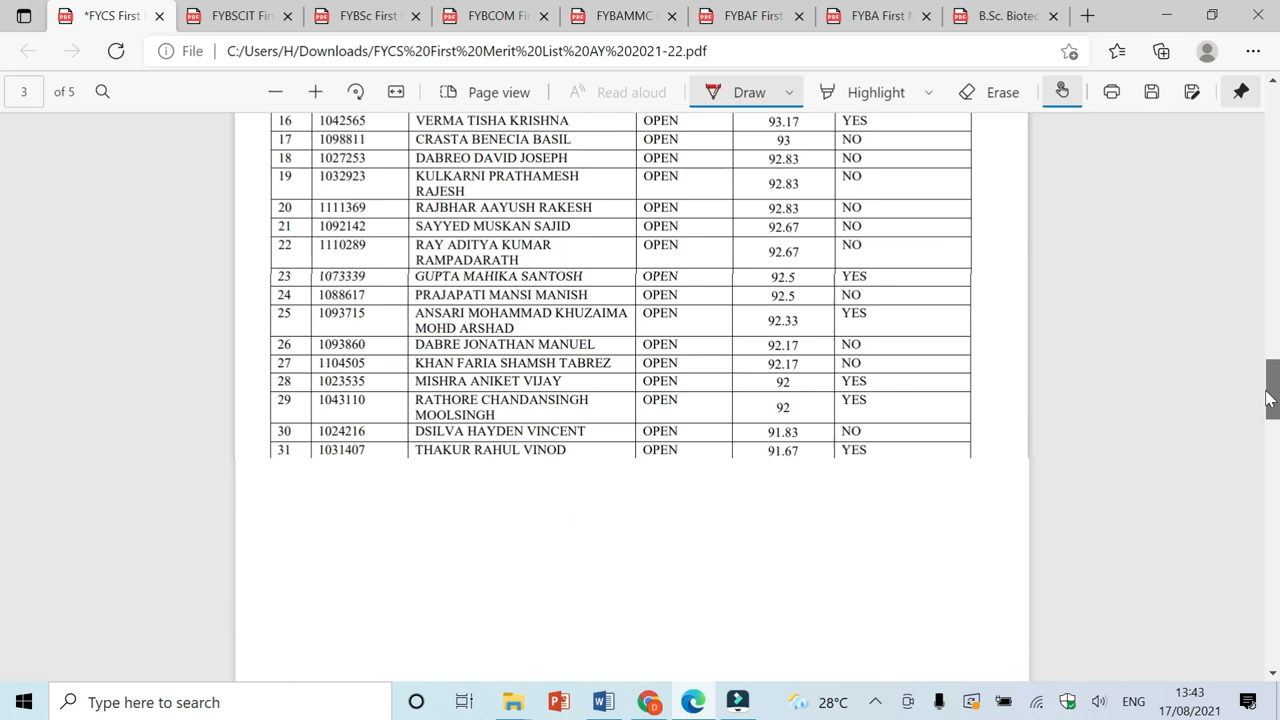 *FYCS First
FYBSCIT First
FYBSc First
FYBCOM First
FYBAMMC
FYBAF First
FYBA First M
B.Sc. Biotec
File C:/Users/H/Downloads/FYCS%20First%20Merit%20List%20AY%202021-22.pdf
3 of 5 Page view Read aloud Draw Highlight Erase
16 1042565 VERMA TISHA KRISHNA OPEN 93.17 YES
17 1098811 CRASTA BENECIA BASIL OPEN 93 NO
18 1027253 DABREO DAVID JOSEPH OPEN 92.83 NO
19 1032923 KULKARNI PRATHAMESH OPEN 92.83 NO
RAJESH
20 1111369 RAJBHAR AAYUSH RAKESH OPEN 92.83 NO
21 1092142 SAYYED MUSKAN SAJID OPEN 92.67 NO
22 1110289 RAY ADITYA KUMAR OPEN 92.67 NO
RAMPADARATH
23 1073339 GUPTA MAHIKA SANTOSH OPEN 92.5 YES
24 1088617 PRAJAPATI MANSI MANISH OPEN 92.5 NO
25 1093715 ANSARI MOHAMMAD KHUZAIMA OPEN 92.33 YES
MOHD ARSHAD
26 1093860 DABRE JONATHAN MANUEL OPEN 92.17 NO
27 1104505 KHAN FARIA SHAMSH TABREZ OPEN 92.17 NO
28 1023535 MISHRA ANIKET VIJAY OPEN 92 YES
29 1043110 RATHORE CHANDANSINGH OPEN 92 YES
MOOLSINGH
30 1024216 DSILVA HAYDEN VINCENT OPEN 91.83 NO
31 1031407 THAKUR RAHUL VINOD OPEN 91.67 YES
Type here to search
28°C
ENG
13:43
17/08/2021